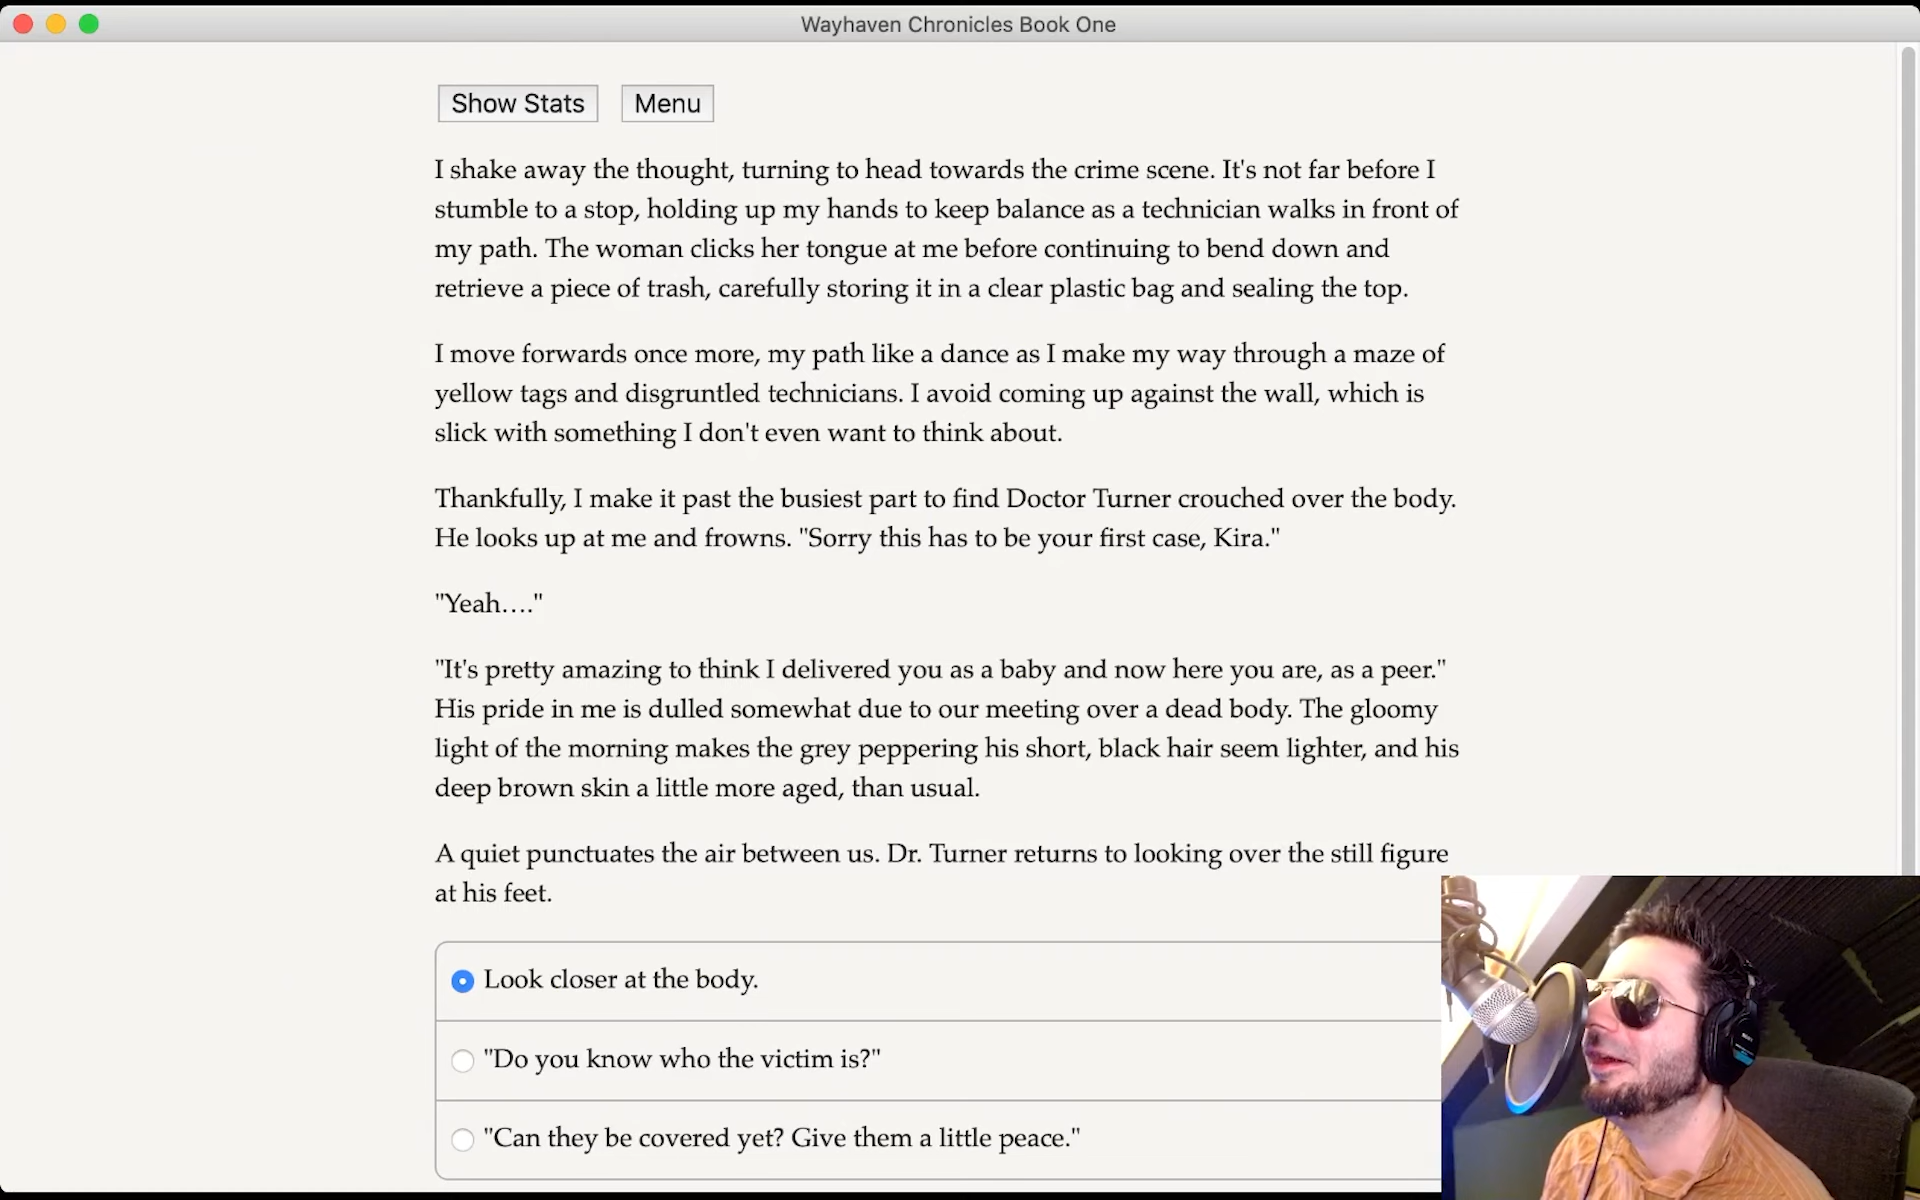 Wayhaven Chronicles Book One
Show Stats Menu
I shake away the thought, turning to head towards the crime scene. It's not far before I
stumble to a stop, holding up my hands to keep balance as a technician walks in front of
my path. The woman clicks her tongue at me before continuing to bend down and
retrieve a piece of trash, carefully storing it in a clear plastic bag and sealing the top.
I move forwards once more, my path like a dance as I make my way through a maze of
yellow tags and disgruntled technicians. I avoid coming up against the wall, which is
slick with something I don't even want to think about.
Thankfully, I make it past the busiest part to find Doctor Turner crouched over the body.
He looks up at me and frowns. "Sorry this has to be your first case, Kira."
"Yeah…."
"It's pretty amazing to think I delivered you as a baby and now here you are, as a peer."
His pride in me is dulled somewhat due to our meeting over a dead body. The gloomy
light of the morning makes the grey peppering his short, black hair seem lighter, and his
deep brown skin a little more aged, than usual.
A quiet punctuates the air between us. Dr. Turner returns to looking over the still figure
at his feet.
Look closer at the body.
"Do you know who the victim is?"
"Can they be covered yet? Give them a little peace."